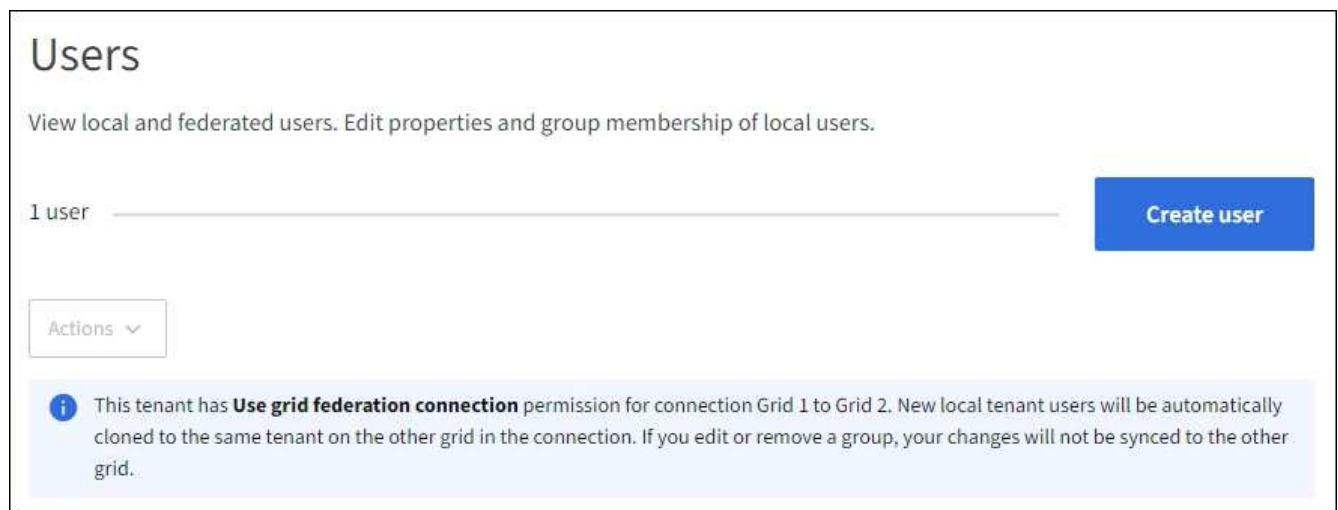 Users
View local and federated users. Edit properties and group membership of local users.
1 user
Create user
Actions
This tenant has Use grid federation connection permission for connection Grid 1 to Grid 2. New local tenant users will be automatically
cloned to the same tenant on the other grid in the connection. If you edit or remove a group, your changes will not be synced to the other
grid.